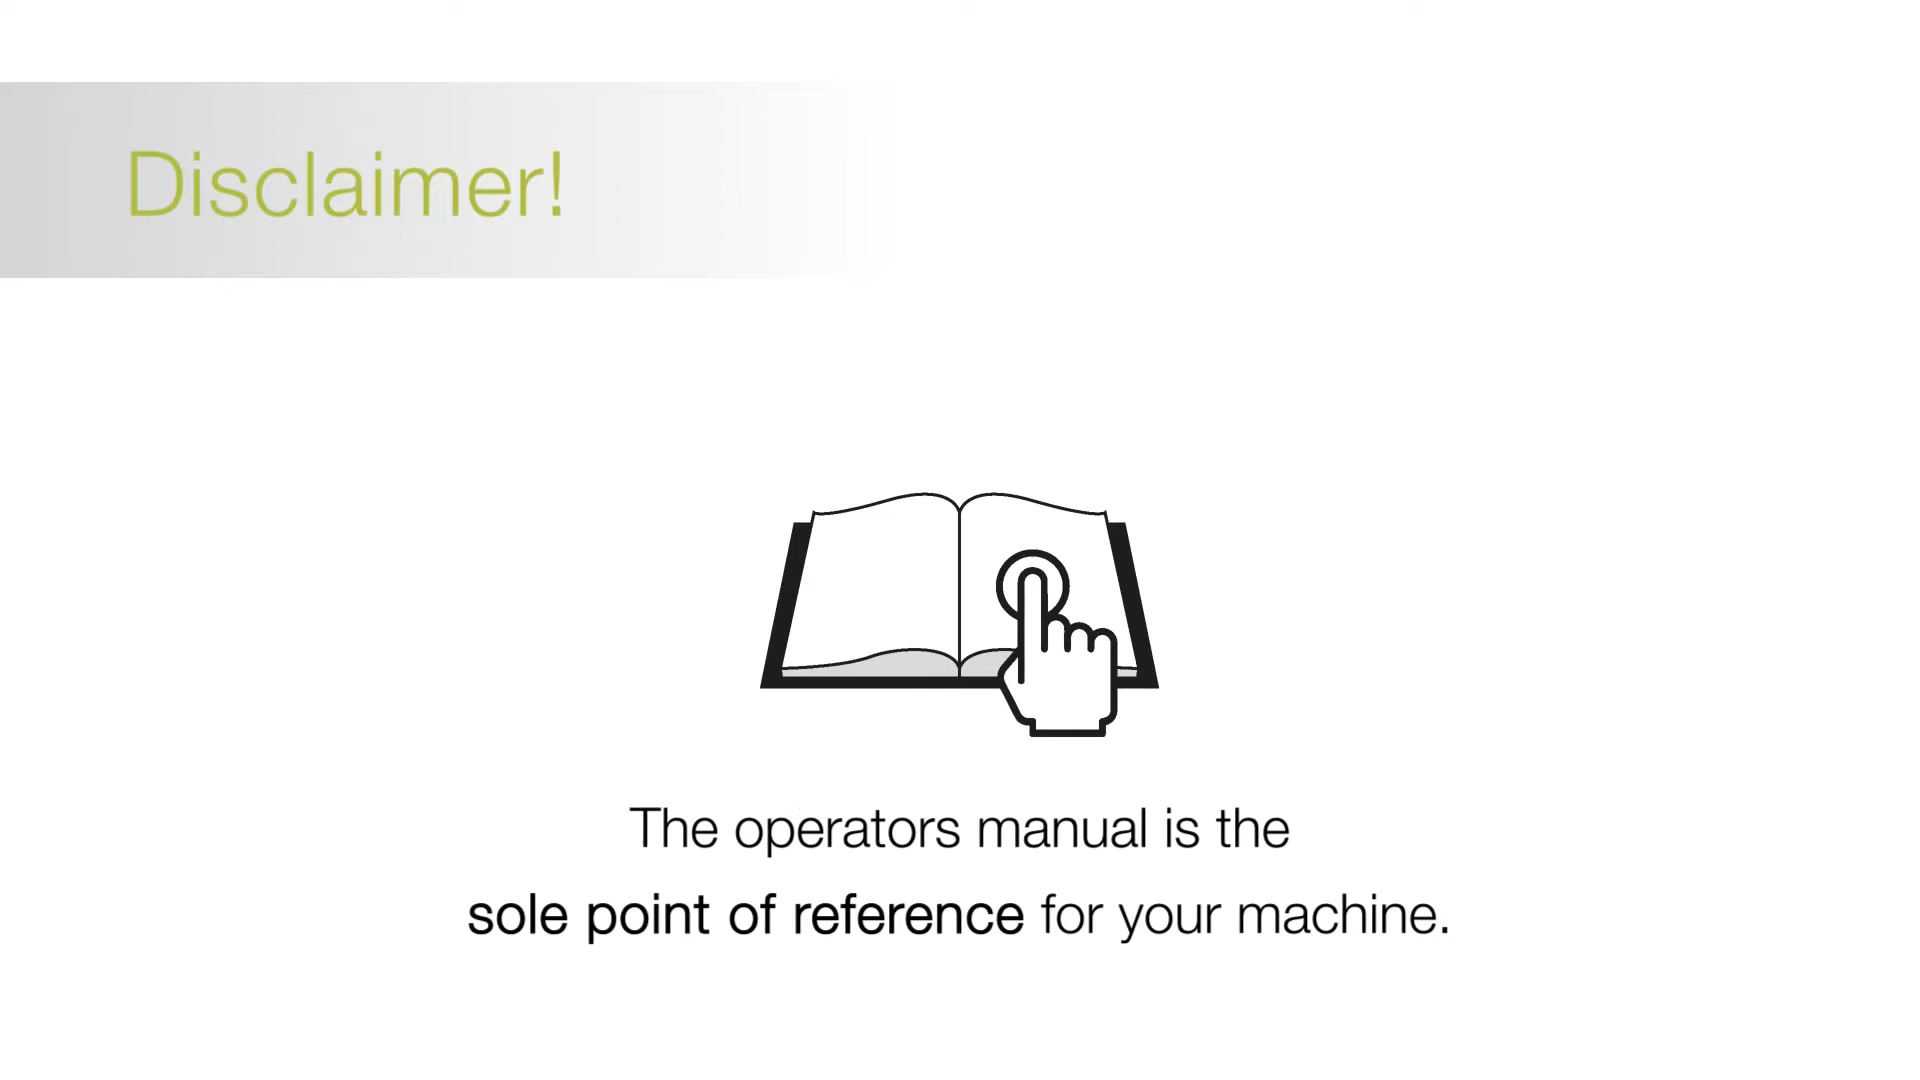 Disclaimer!
The operators manual is the
sole point of reference for your machine.